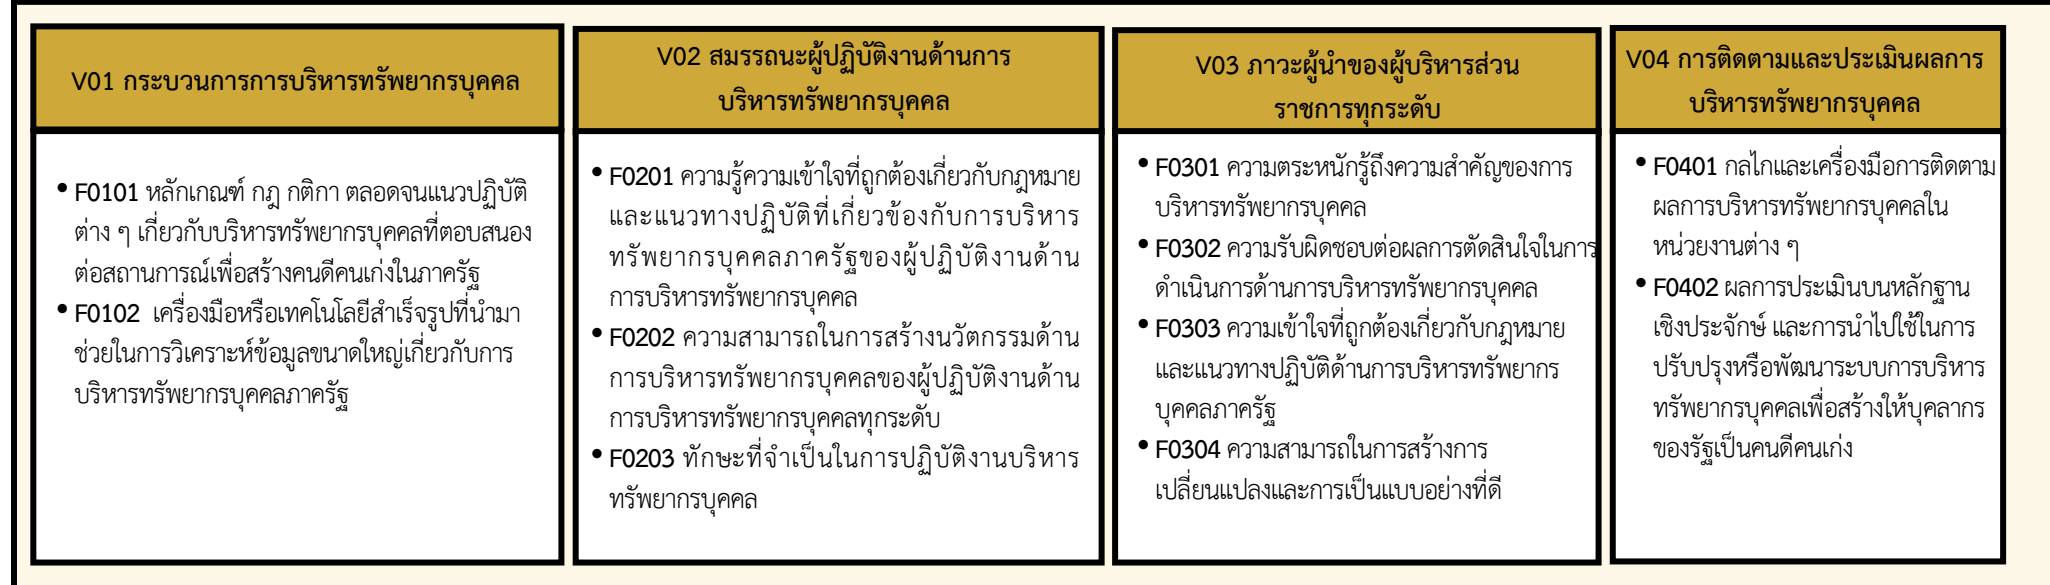 V01 กระบวนการการบริหารทรัพยากรบุคคล
• F0101 หลักเกณฑ์ กฎ กติกา ตลอดจนแนวปฏิบัติ
ต่าง ๆ เกี่ยวกับบริหารทรัพยากรบุคคลที่ตอบสนอง
ต่อสถานการณ์เพื่อสร้างคนดีคนเก่งในภาครัฐ
• F0102 เครื่องมือหรือเทคโนโลยีสำเร็จรูปที่นำมา
ช่วยในการวิเคราะห์ข้อมูลขนาดใหญ่เกี่ยวกับการ
บริหารทรัพยากรบุคคลภาครัฐ
V02 สมรรถนะผู้ปฏิบัติงานด้านการ
บริหารทรัพยากรบุคคล
• F0201 ความรู้ความเข้าใจที่ถูกต้องเกี่ยวกับกฎหมาย
และแนวทางปฏิบัติที่เกี่ยวข้องกับการบริหาร
ทรัพยากรบุคคลภาครัฐของผู้ปฏิบัติงานด้าน
การบริหารทรัพยากรบุคคล
• F0202 ความสามารถในการสร้างนวัตกรรมด้าน
การบริหารทรัพยากรบุคคลของผู้ปฏิบัติงานด้าน
การบริหารทรัพยากรบุคคลทุกระดับ
• F0203 ทักษะที่จำเป็นในการปฏิบัติงานบริหาร
ทรัพยากรบุคคล
V03 ภาวะผู้นำของผู้บริหารส่วน
ราชการทุกระดับ
• F0301 ความตระหนักรู้ถึงความสำคัญของการ
บริหารทรัพยากรบุคคล
• F0302 ความรับผิดชอบต่อผลการตัดสินใจในการ
ดำเนินการด้านการบริหารทรัพยากรบุคคล
• F0303 ความเข้าใจที่ถูกต้องเกี่ยวกับกฎหมาย
และแนวทางปฏิบัติด้านการบริหารทรัพยากร
บุคคลภาครัฐ
• F0304 ความสามารถในการสร้างการ
เปลี่ยนแปลงและการเป็นแบบอย่างที่ดี
V04 การติดตามและประเมินผลการ
บริหารทรัพยากรบุคคล
• F0401 กลไกและเครื่องมือการติดตาม
ผลการบริหารทรัพยากรบุคคลใน
หน่วยงานต่าง ๆ
• F0402 ผลการประเมินบนหลักฐาน
เชิงประจักษ์ และการนำไปใช้ในการ
ปรับปรุงหรือพัฒนาระบบการบริหาร
ทรัพยากรบุคคลเพื่อสร้างให้บุคลากร
ของรัฐเป็นคนดีคนเก่ง